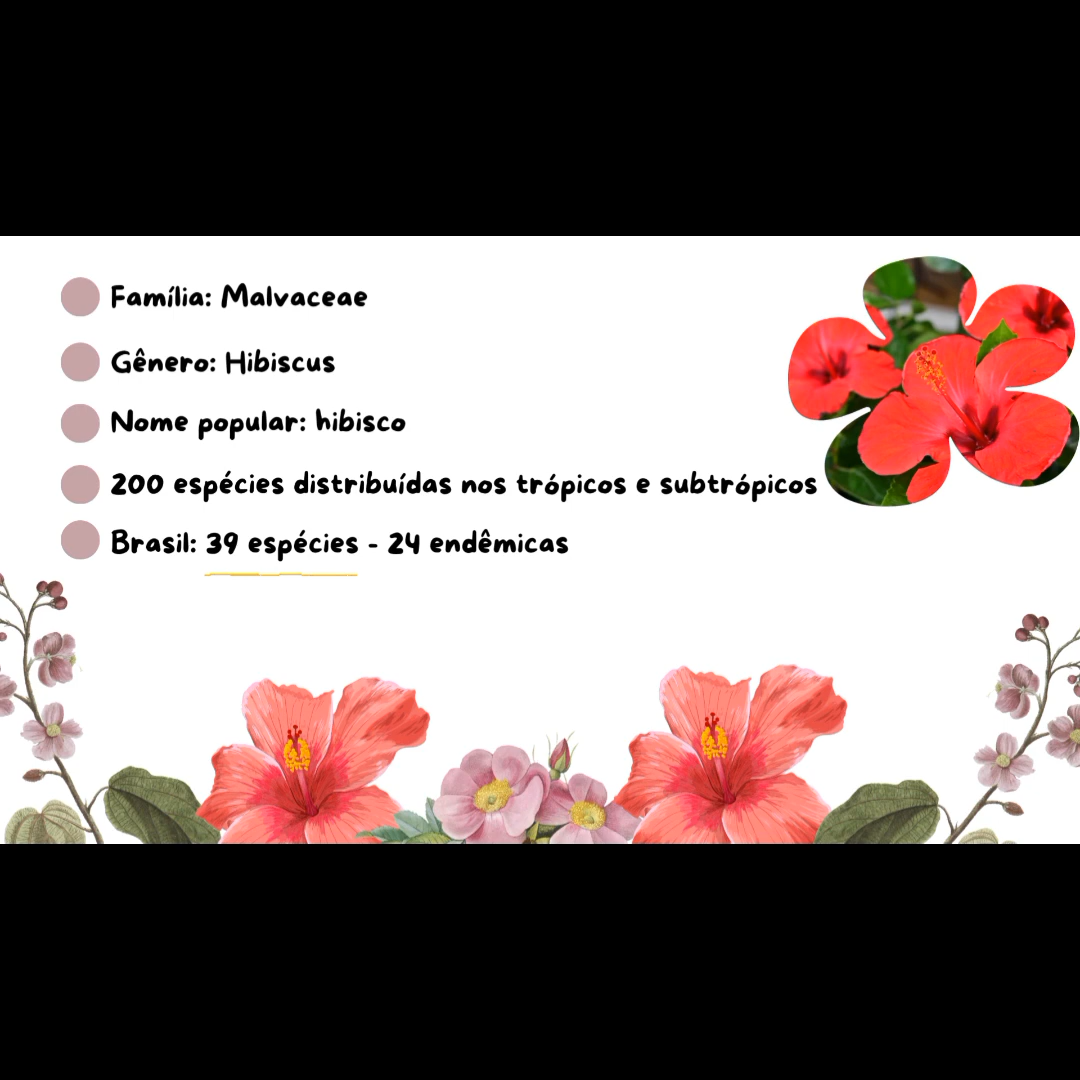 Família: Malvaceae
Gênero: Hibiscus
Nome popular: hibisco
200 espécies distribuídas nos trópicos e subtrópicos
Brasil: 39 espécies - 24 endêmicas